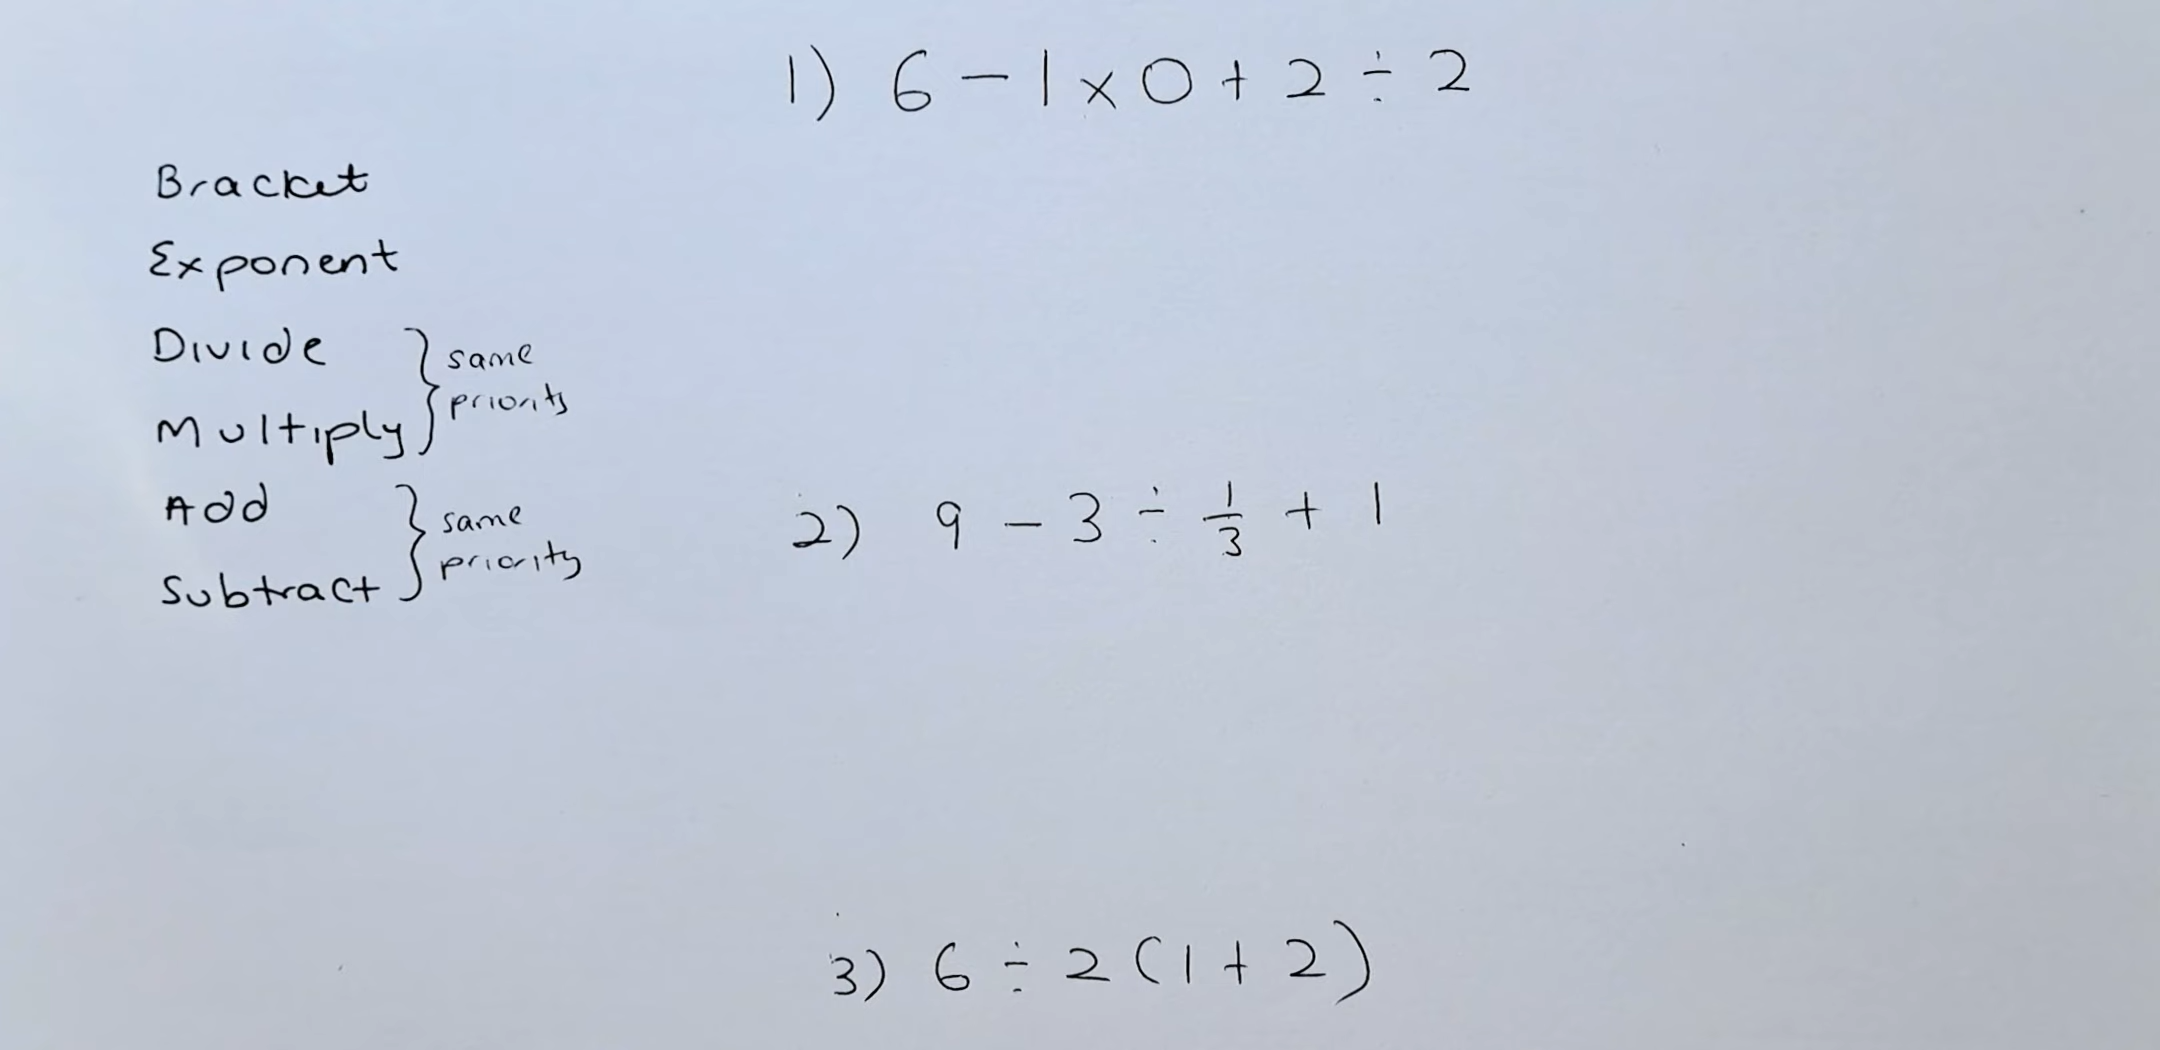 1) 6 − 1 × 0 + 2 ÷ 2
Bracket
Exponent
Divide
Multiply
same
priority
Add
Subtract
same
priority
2) 9 − 3 ÷ 1/3 + 1
3) 6 ÷ 2 (1 + 2)